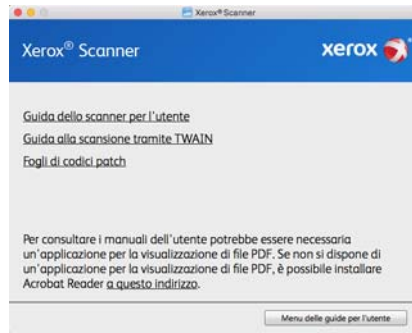 Xerox® Scanner
Xerox® Scanner
xerox
Guida dello scanner per l'utente
Guida alla scansione tramite TWAIN
Fogli di codici patch
Per consultare i manuali dell'utente potrebbe essere necessaria
un'applicazione per la visualizzazione di file PDF. Se non si dispone di
un'applicazione per la visualizzazione di file PDF, è possibile installare
Acrobat Reader a questo indirizzo.
Menu delle guide per l'utente